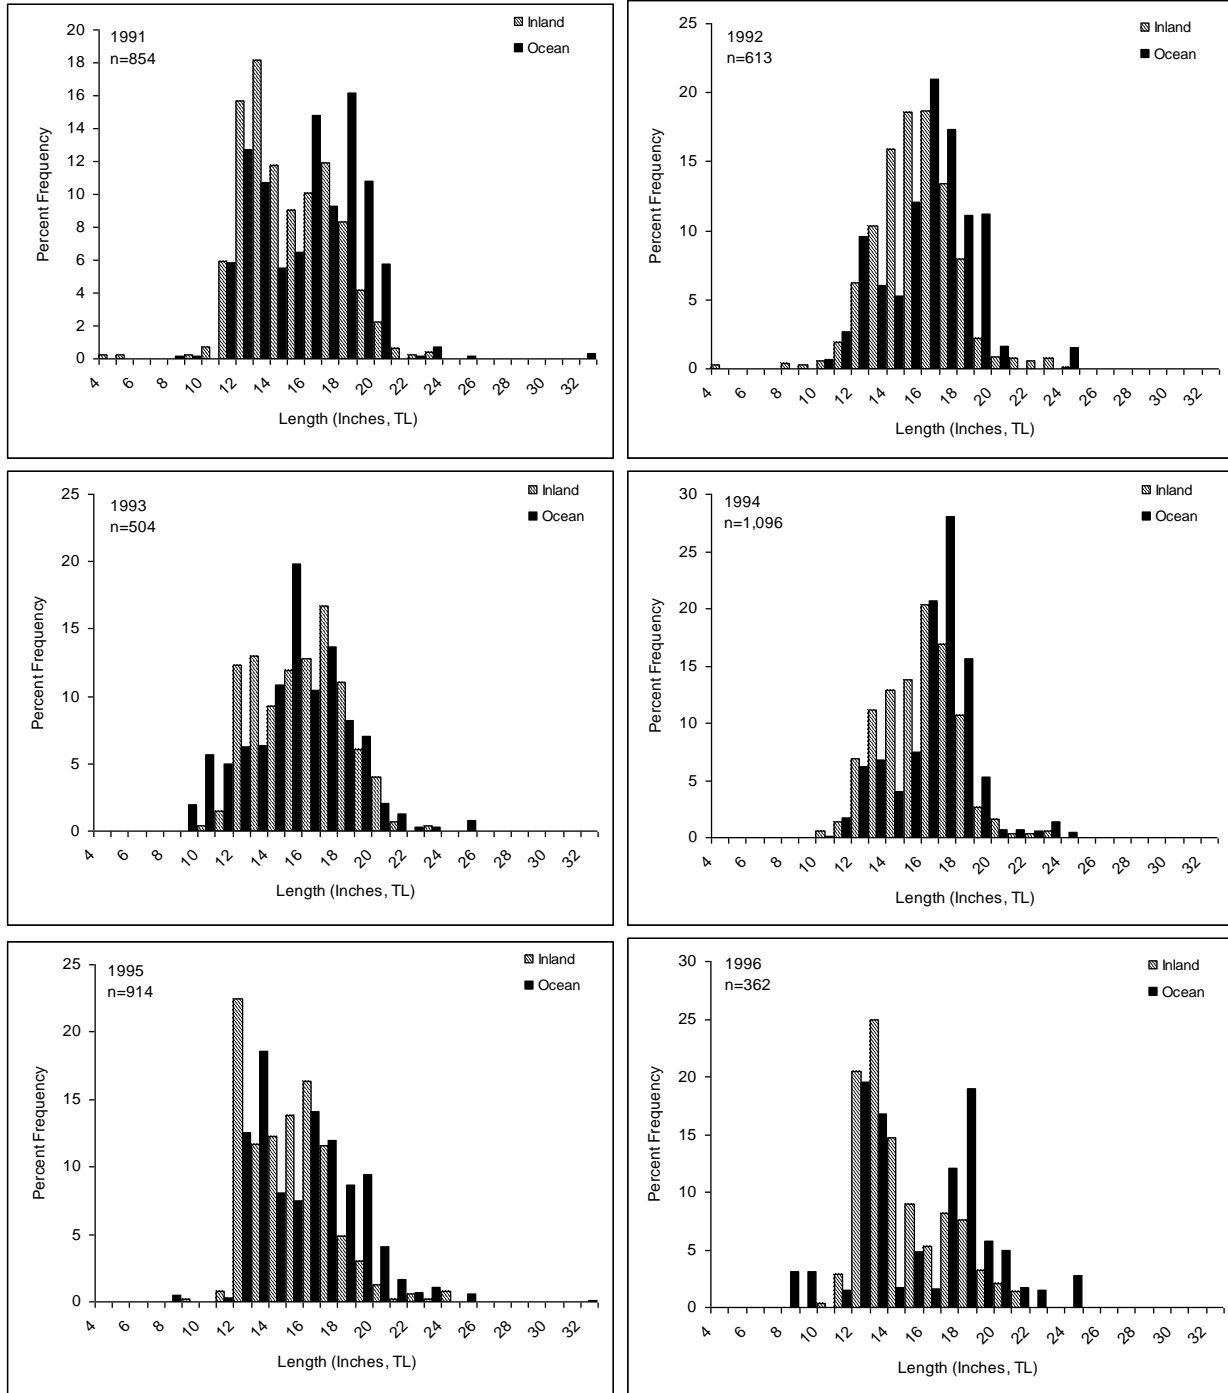 1991
n=854
Inland
Ocean
20
18
16
14
12
10
8
6
4
2
0
Percent Frequency
4 6 8 10 12 14 16 18 20 22 24 26 28 30 32
Length (Inches, TL)
1992
n=613
Inland
Ocean
25
20
15
10
5
0
Percent Frequency
4 6 8 10 12 14 16 18 20 22 24 26 28 30 32
Length (Inches, TL)
1993
n=504
Inland
Ocean
25
20
15
10
5
0
Percent Frequency
4 6 8 10 12 14 16 18 20 22 24 26 28 30 32
Length (Inches, TL)
1994
n=1,096
Inland
Ocean
30
25
20
15
10
5
0
Percent Frequency
4 6 8 10 12 14 16 18 20 22 24 26 28 30 32
Length (Inches, TL)
1995
n=914
Inland
Ocean
25
20
15
10
5
0
Percent Frequency
4 6 8 10 12 14 16 18 20 22 24 26 28 30 32
Length (Inches, TL)
1996
n=362
Inland
Ocean
30
25
20
15
10
5
0
Percent Frequency
4 6 8 10 12 14 16 18 20 22 24 26 28 30 32
Length (Inches, TL)